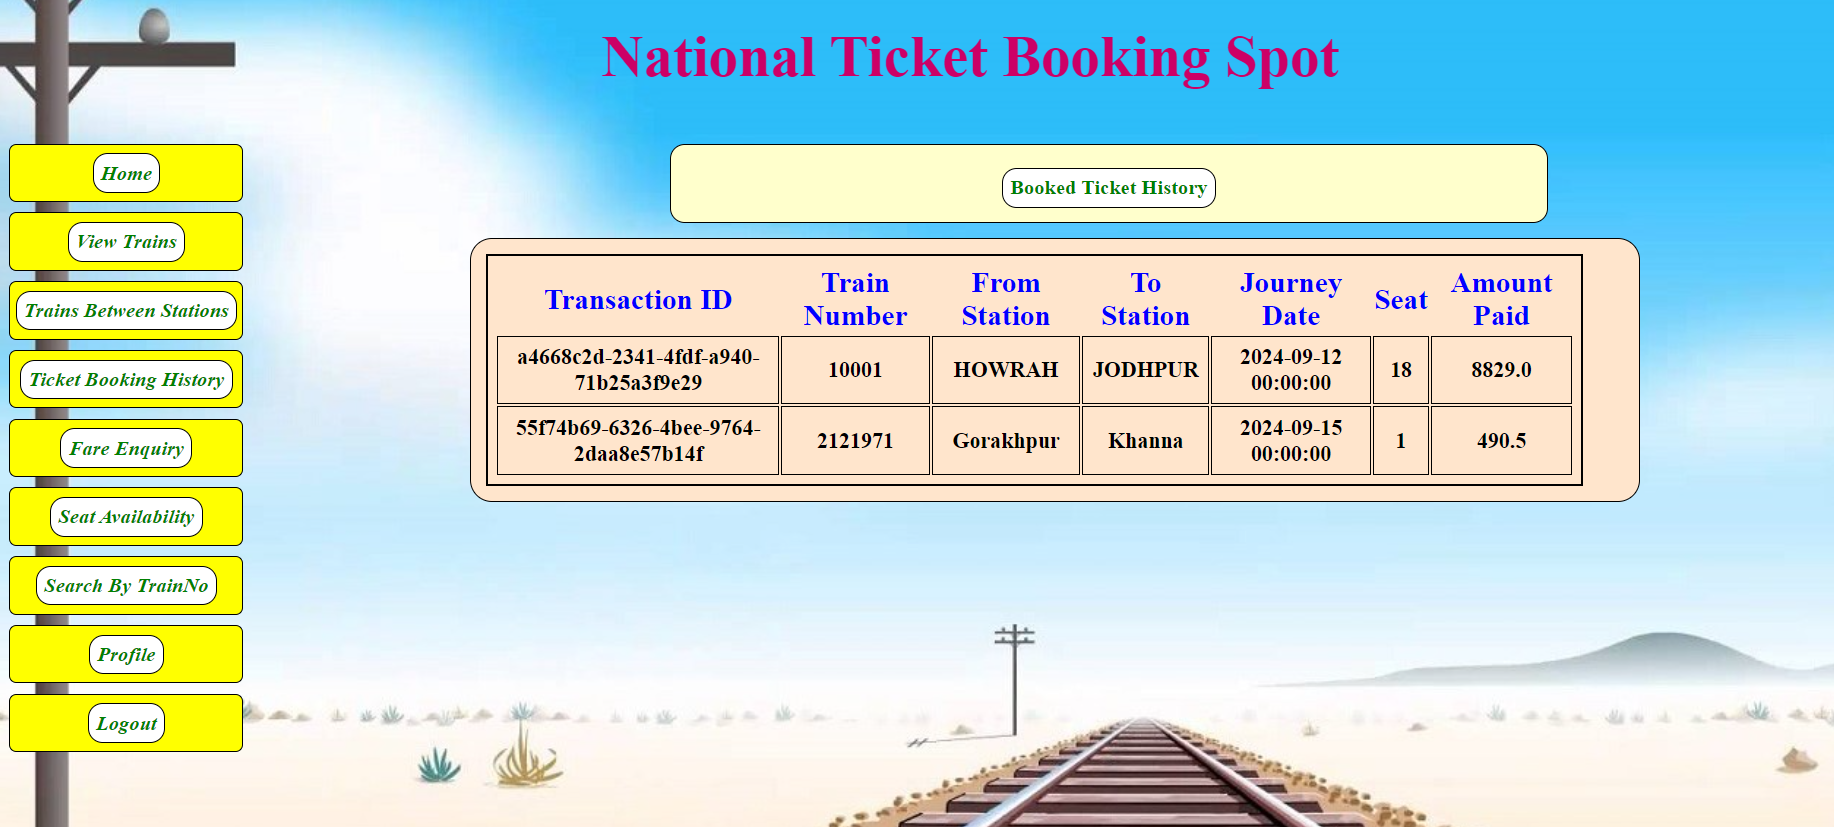 National Ticket Booking Spot
Home
View Trains
Trains Between Stations
Ticket Booking History
Fare Enquiry
Seat Availability
Search By TrainNo
Profile
Logout
Booked Ticket History
Transaction ID Train Number From Station To Station Journey Date Seat Amount Paid
a4668c2d-2341-4fdf-a940-71b25a3f9e29 10001 HOWRAH JODHPUR 2024-09-12 00:00:00 18 8829.0
55f74b69-6326-4bee-9764-2daa8e57b14f 2121971 Gorakhpur Khanna 2024-09-15 00:00:00 1 490.5